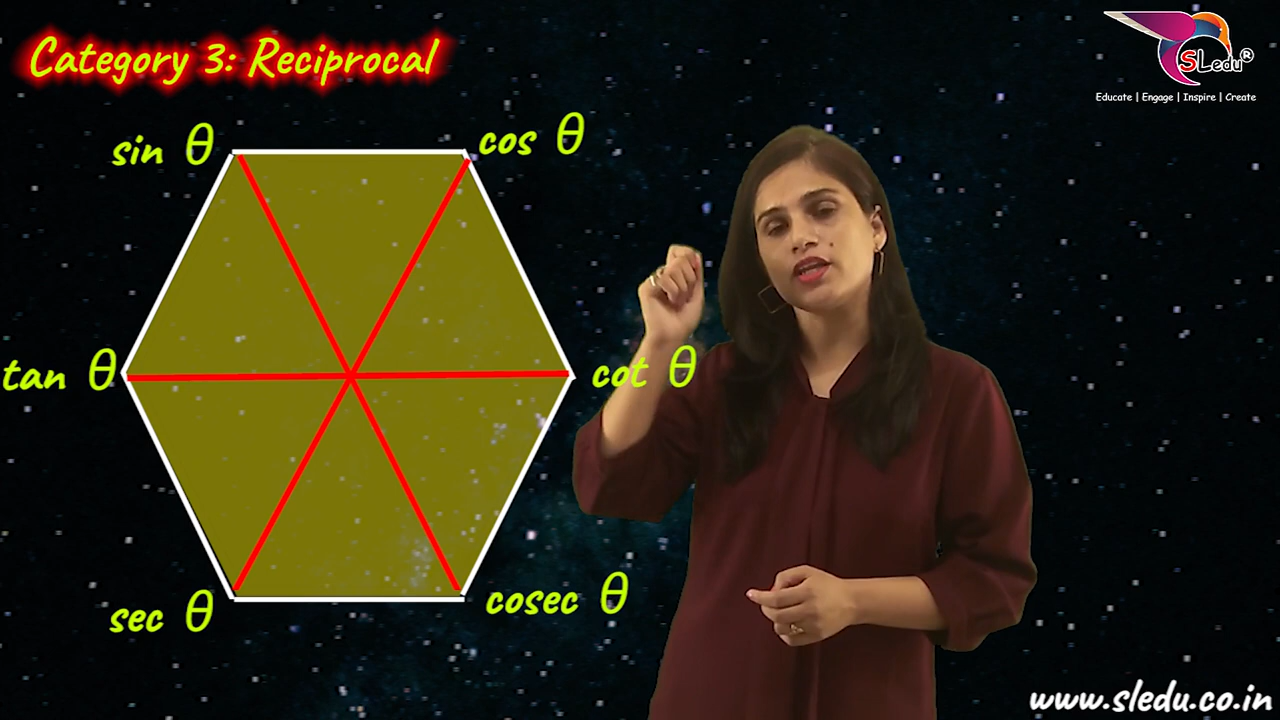 Category 3: Reciprocal
SLedu®
Educate | Engage | Inspire | Create
sin θ
cos θ
tan θ
cot θ
sec θ
cosec θ
www.sledu.co.in